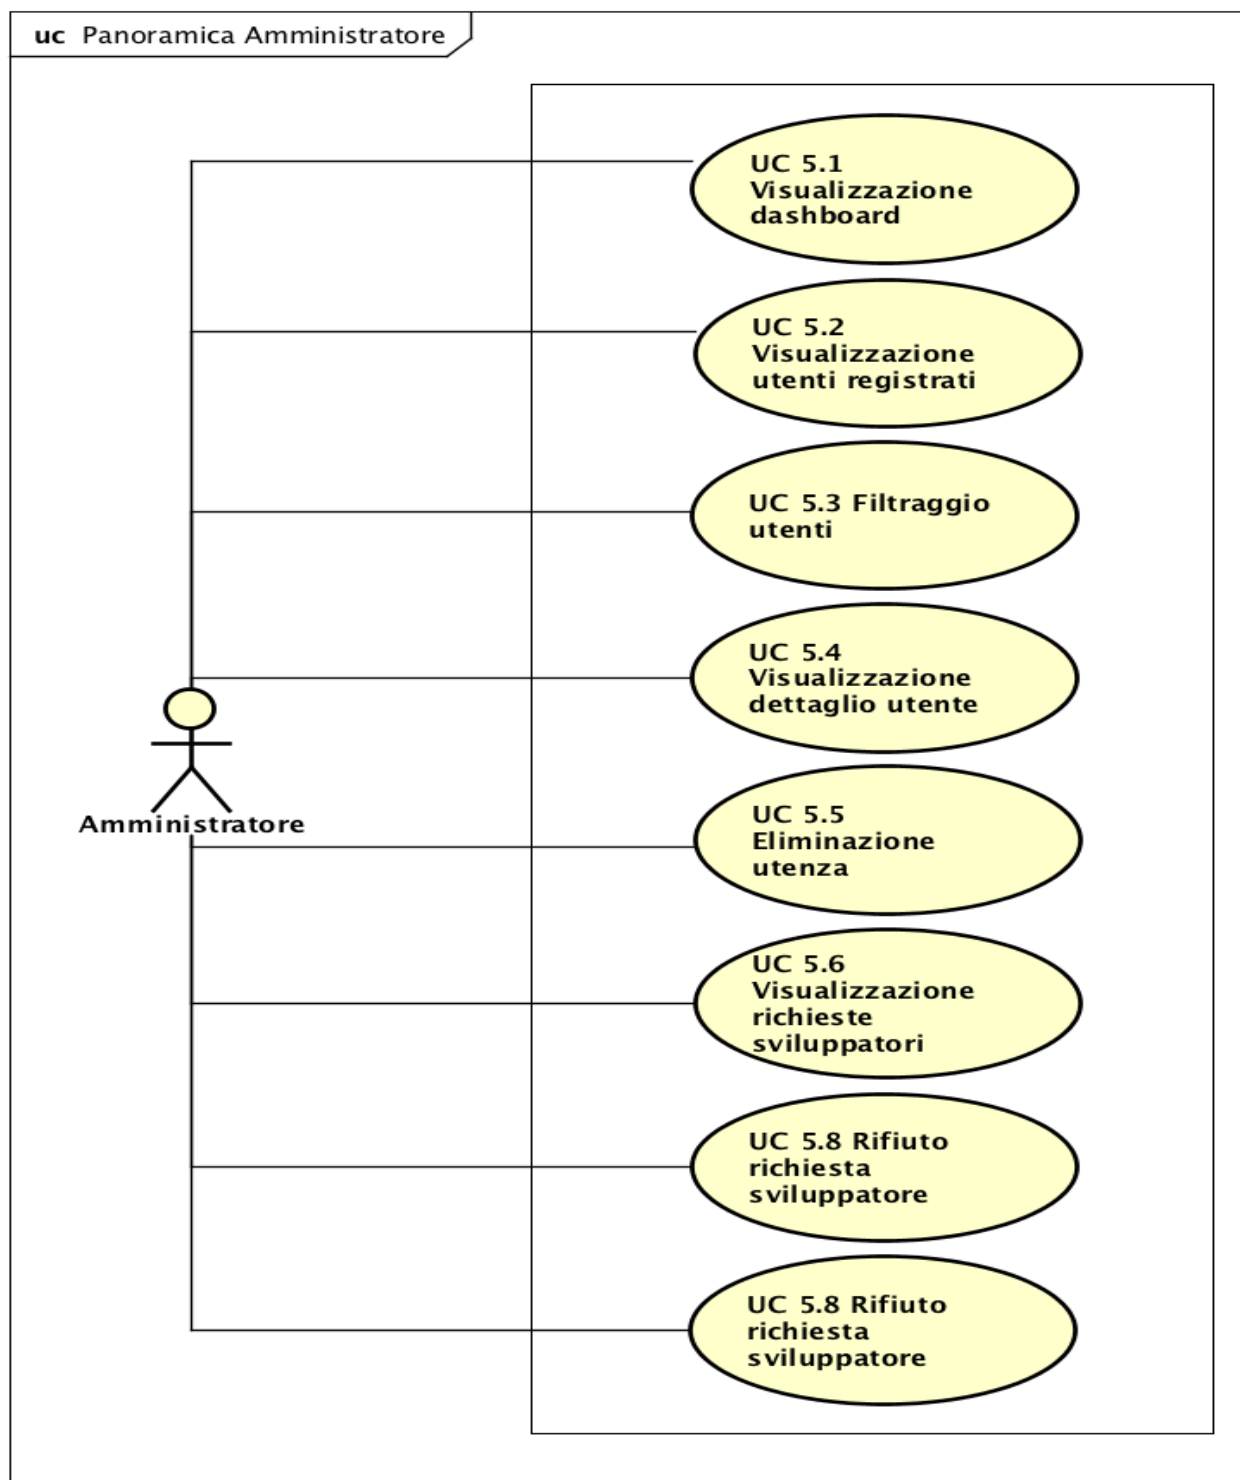 uc Panoramica Amministratore
UC 5.1
Visualizzazione
dashboard
UC 5.2
Visualizzazione
utenti registrati
UC 5.3 Filtraggio
utenti
UC 5.4
Visualizzazione
dettaglio utente
Amministratore
UC 5.5
Eliminazione
utenza
UC 5.6
Visualizzazione
richieste
sviluppatori
UC 5.8 Rifiuto
richiesta
sviluppatore
UC 5.8 Rifiuto
richiesta
sviluppatore